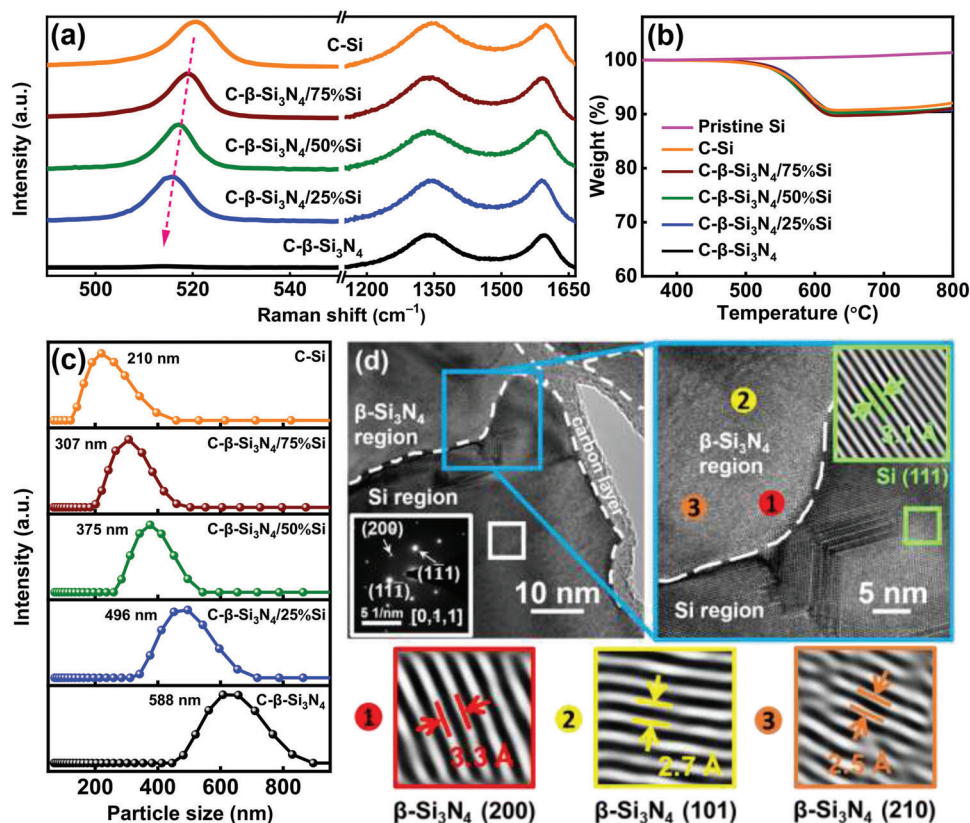 (a)
C-Si
C-β-Si₃N₄/75%Si
C-β-Si₃N₄/50%Si
C-β-Si₃N₄/25%Si
C-β-Si₃N₄
Intensity (a.u.)
500 520 540 1200 1350 1500 1650
Raman shift (cm⁻¹)
(b)
Weight (%)
100
90
80
70
60
Pristine Si
C-Si
C-β-Si₃N₄/75%Si
C-β-Si₃N₄/50%Si
C-β-Si₃N₄/25%Si
C-β-Si₃N₄
400 500 600 700 800
Temperature (°C)
(c)
210 nm
C-Si
307 nm
C-β-Si₃N₄/75%Si
375 nm
C-β-Si₃N₄/50%Si
496 nm
C-β-Si₃N₄/25%Si
588 nm
C-β-Si₃N₄
Intensity (a.u.)
200 400 600 800
Particle size (nm)
(d)
β-Si₃N₄
region
Si region
carbon layer
(200)
5 1/nm
[0,1,1]
10 nm
2
β-Si₃N₄
region
3
1
Si region
3.1 Å
Si (111)
5 nm
1
3.3 Å
β-Si₃N₄ (200)
2
2.7 Å
β-Si₃N₄ (101)
3
2.5 Å
β-Si₃N₄ (210)